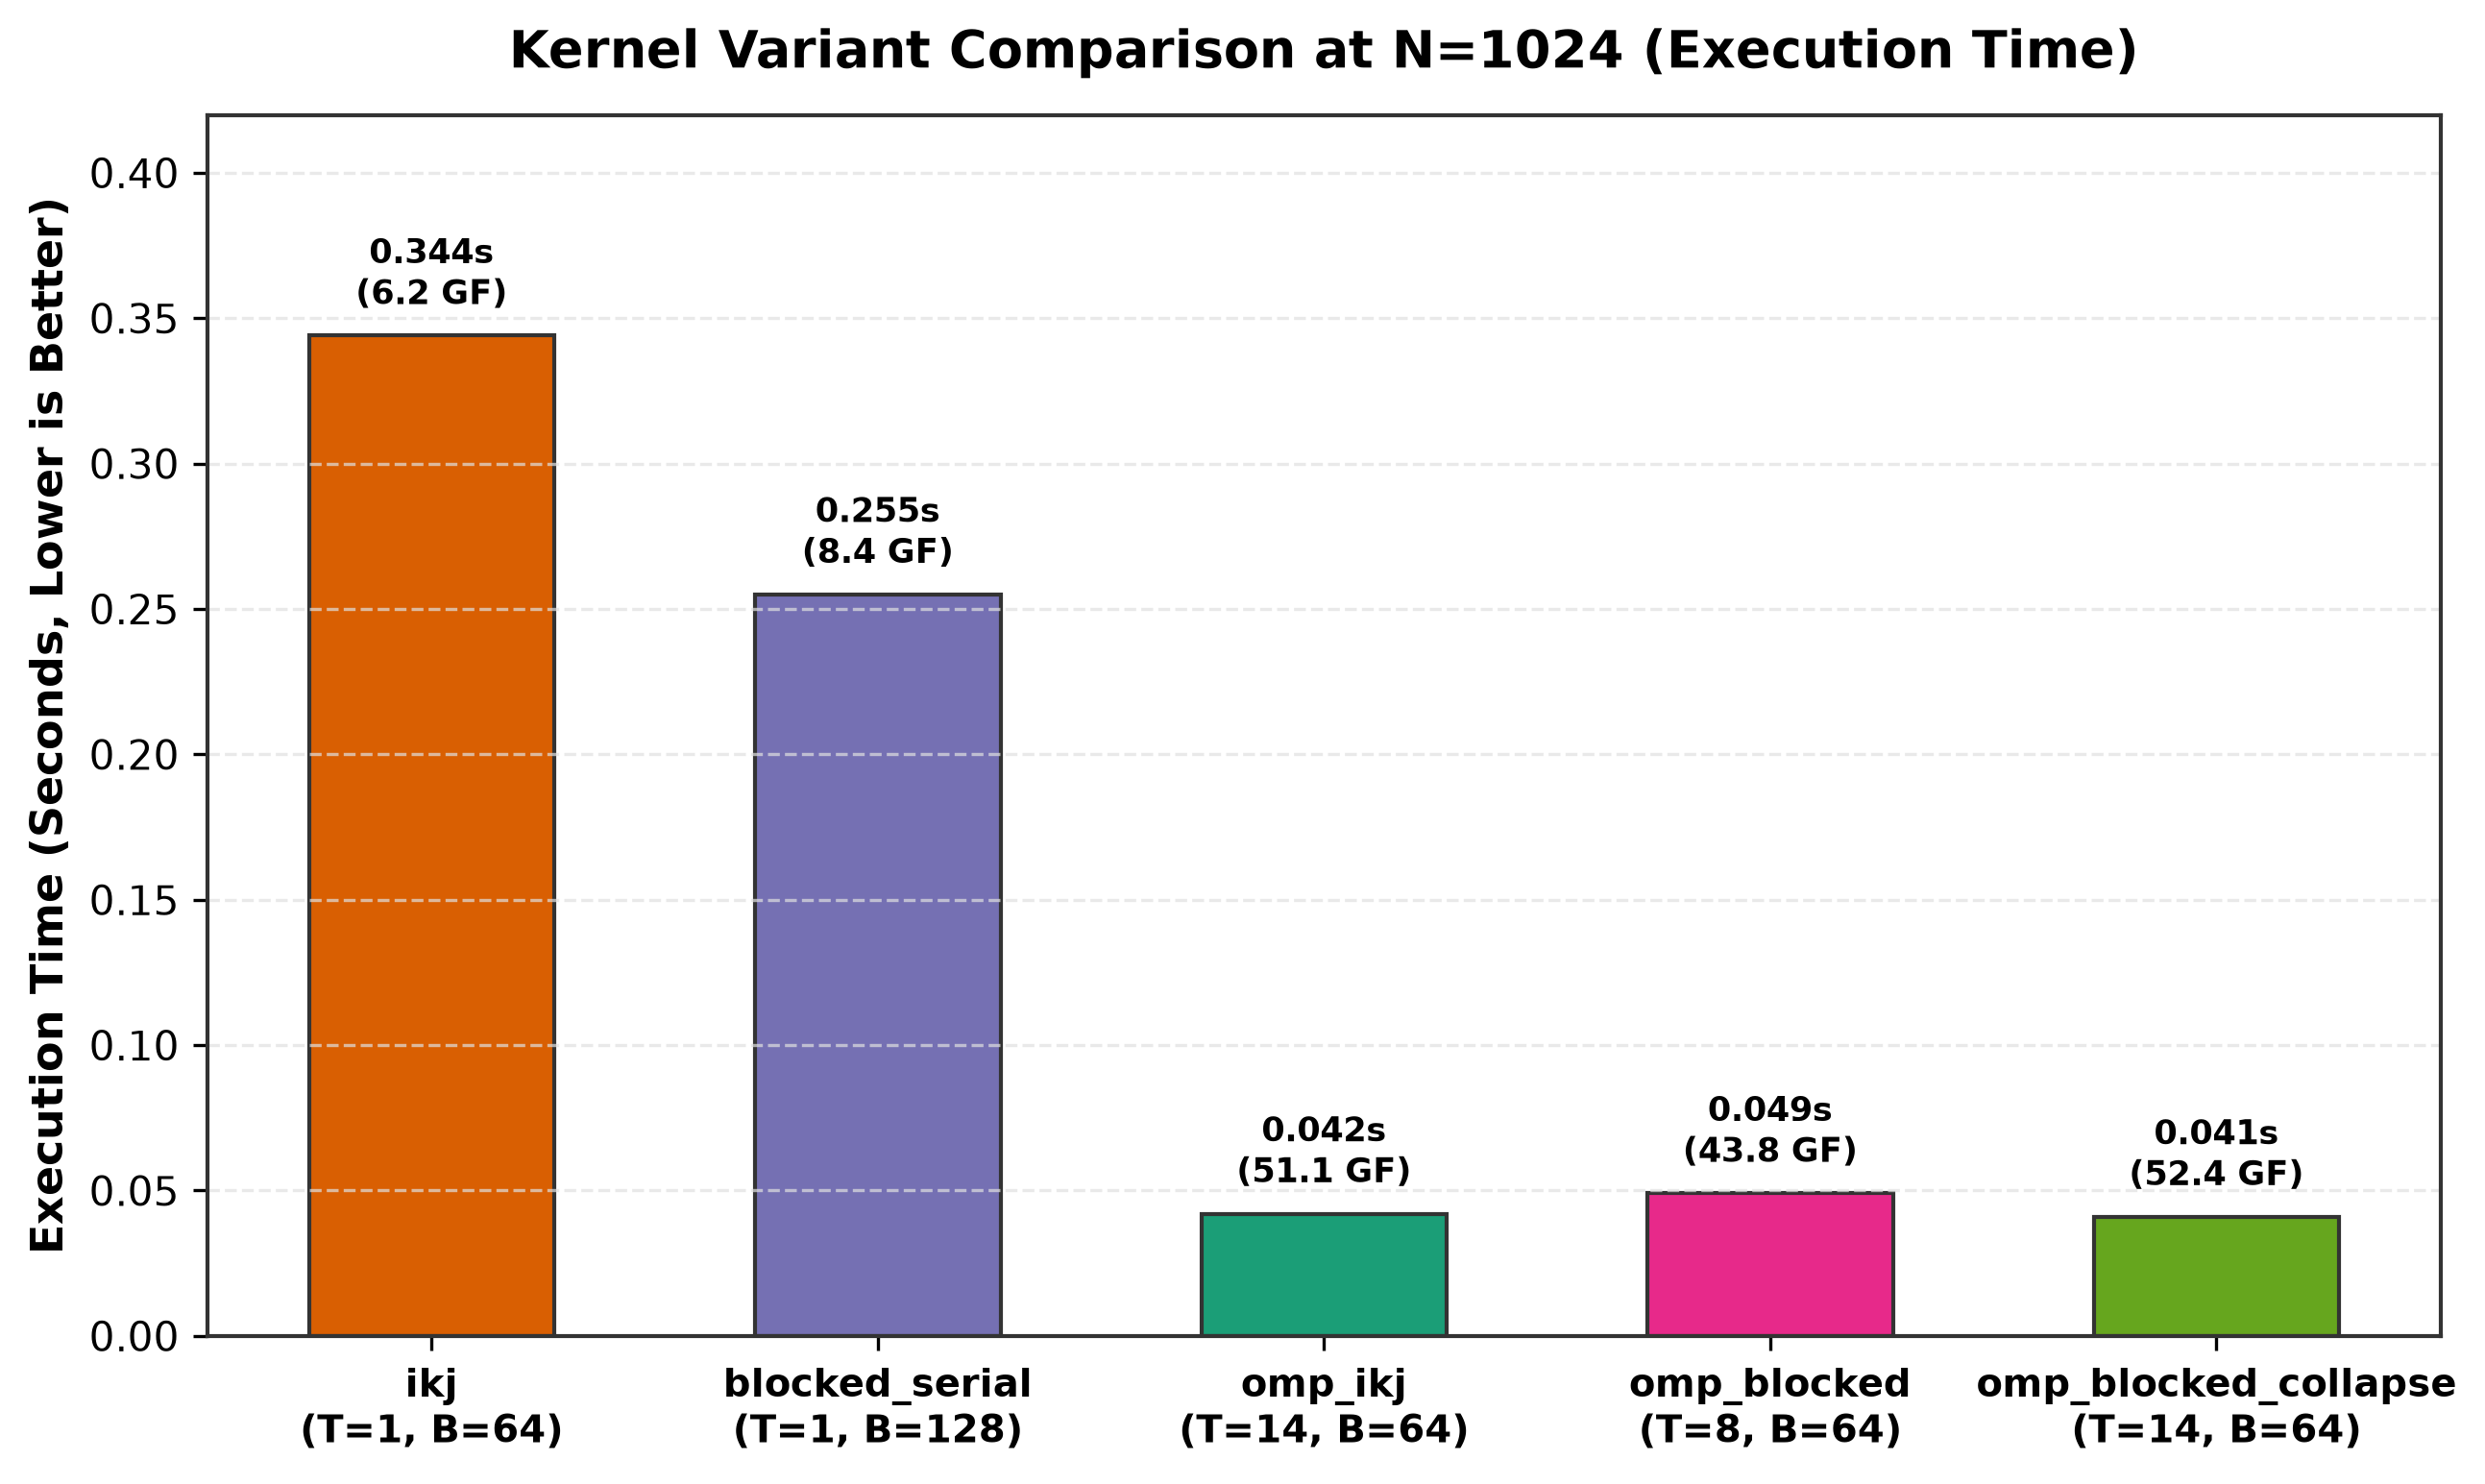 Kernel Variant Comparison at N=1024 (Execution Time)
Execution Time (Seconds, Lower is Better)
0.40
0.35
0.30
0.25
0.20
0.15
0.10
0.05
0.00
0.344s
(6.2 GF)
0.255s
(8.4 GF)
0.042s
(51.1 GF)
0.049s
(43.8 GF)
0.041s
(52.4 GF)
ikj
(T=1, B=64)
blocked_serial
(T=1, B=128)
omp_ikj
(T=14, B=64)
omp_blocked
(T=8, B=64)
omp_blocked_collapse
(T=14, B=64)